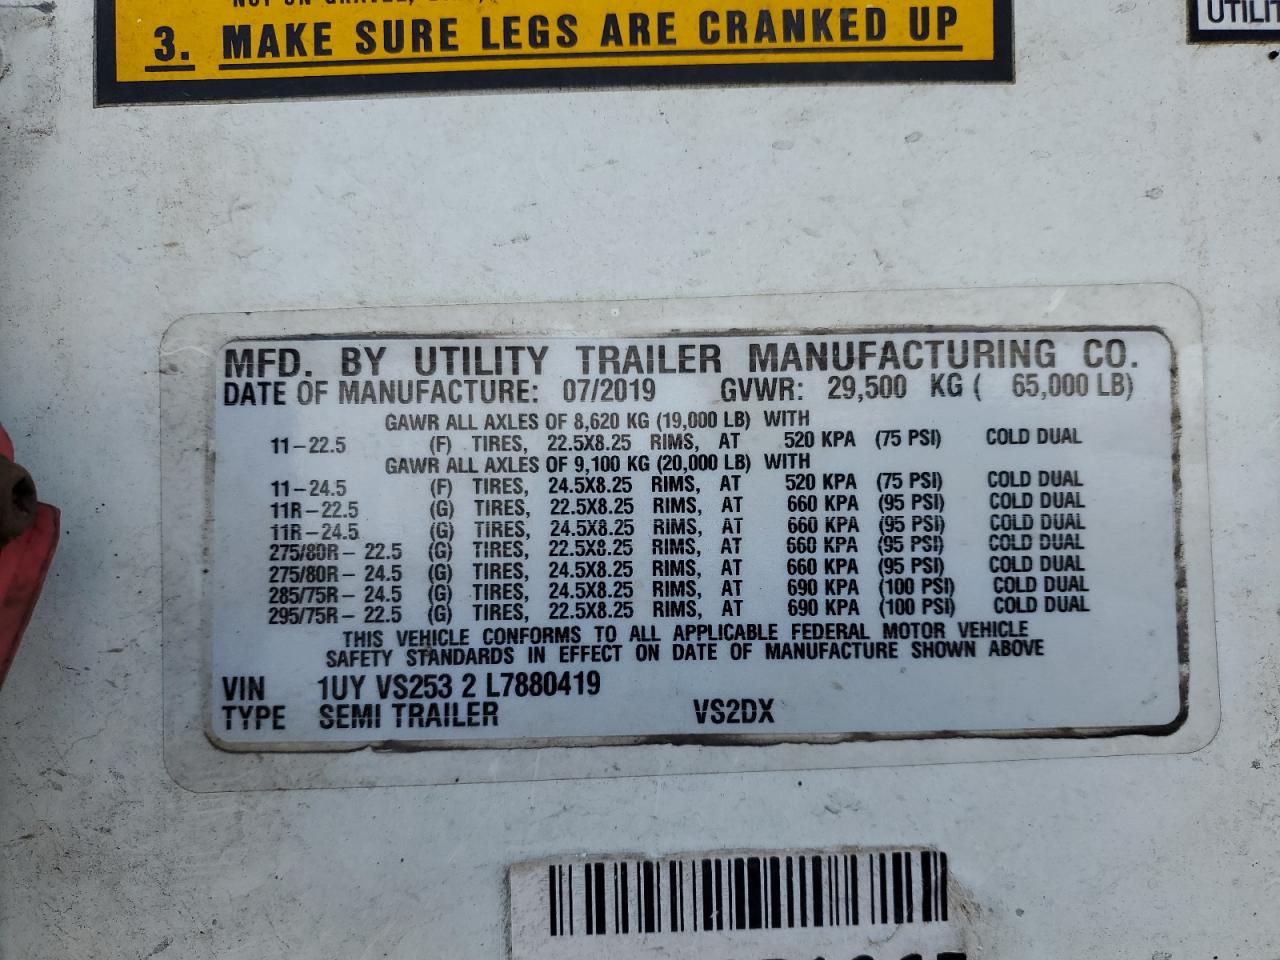 NOT ON GRAVEL,
3. MAKE SURE LEGS ARE CRANKED UP
UTILIT
MFD. BY UTILITY TRAILER MANUFACTURING CO.
DATE OF MANUFACTURE: 07/2019 GVWR: 29,500 KG ( 65,000 LB)
GAWR ALL AXLES OF 8,620 KG (19,000 LB) WITH
11-22.5 (F) TIRES, 22.5X8.25 RIMS, AT 520 KPA (75 PSI) COLD DUAL
GAWR ALL AXLES OF 9,100 KG (20,000 LB) WITH
11-24.5 (F) TIRES, 24.5X8.25 RIMS, AT 520 KPA (75 PSI) COLD DUAL
11R-22.5 (G) TIRES, 22.5X8.25 RIMS, AT 660 KPA (95 PSI) COLD DUAL
11R-24.5 (G) TIRES, 24.5X8.25 RIMS, AT 660 KPA (95 PSI) COLD DUAL
275/80R- 22.5 (G) TIRES, 22.5X8.25 RIMS, AT 660 KPA (95 PSI) COLD DUAL
275/80R- 24.5 (G) TIRES, 24.5X8.25 RIMS, AT 660 KPA (95 PSI) COLD DUAL
285/75R- 24.5 (G) TIRES, 24.5X8.25 RIMS, AT 690 KPA (100 PSI) COLD DUAL
295/75R- 22.5 (G) TIRES, 22.5X8.25 RIMS, AT 690 KPA (100 PSI) COLD DUAL
THIS VEHICLE CONFORMS TO ALL APPLICABLE FEDERAL MOTOR VEHICLE
SAFETY STANDARDS IN EFFECT ON DATE OF MANUFACTURE SHOWN ABOVE
VIN 1UY VS253 2 L7880419
TYPE SEMI TRAILER VS2DX